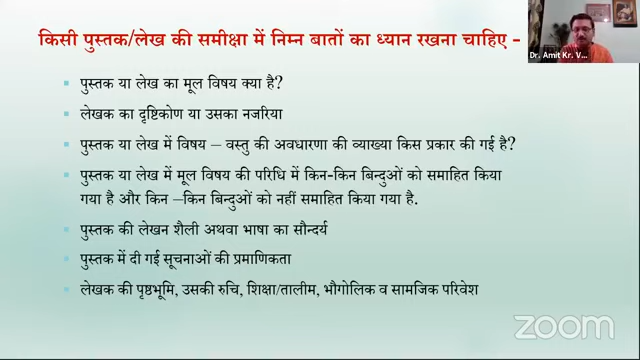 किसी पुस्तक/लेख की समीक्षा में निम्न बातों का ध्यान रखना चाहिए -
Dr. Amit Kr. V...
पुस्तक या लेख का मूल विषय क्या है?
लेखक का दृष्टिकोण या उसका नजरिया
पुस्तक या लेख में विषय – वस्तु की अवधारणा की व्याख्या किस प्रकार की गई है?
पुस्तक या लेख में मूल विषय की परिधि में किन-किन बिन्दुओं को समाहित किया
गया है और किन –किन बिन्दुओं को नहीं समाहित किया गया है.
पुस्तक की लेखन शैली अथवा भाषा का सौन्दर्य
पुस्तक में दी गई सूचनाओं की प्रमाणिकता
लेखक की पृष्ठभूमि, उसकी रुचि, शिक्षा/तालीम, भौगोलिक व सामजिक परिवेश
zoom